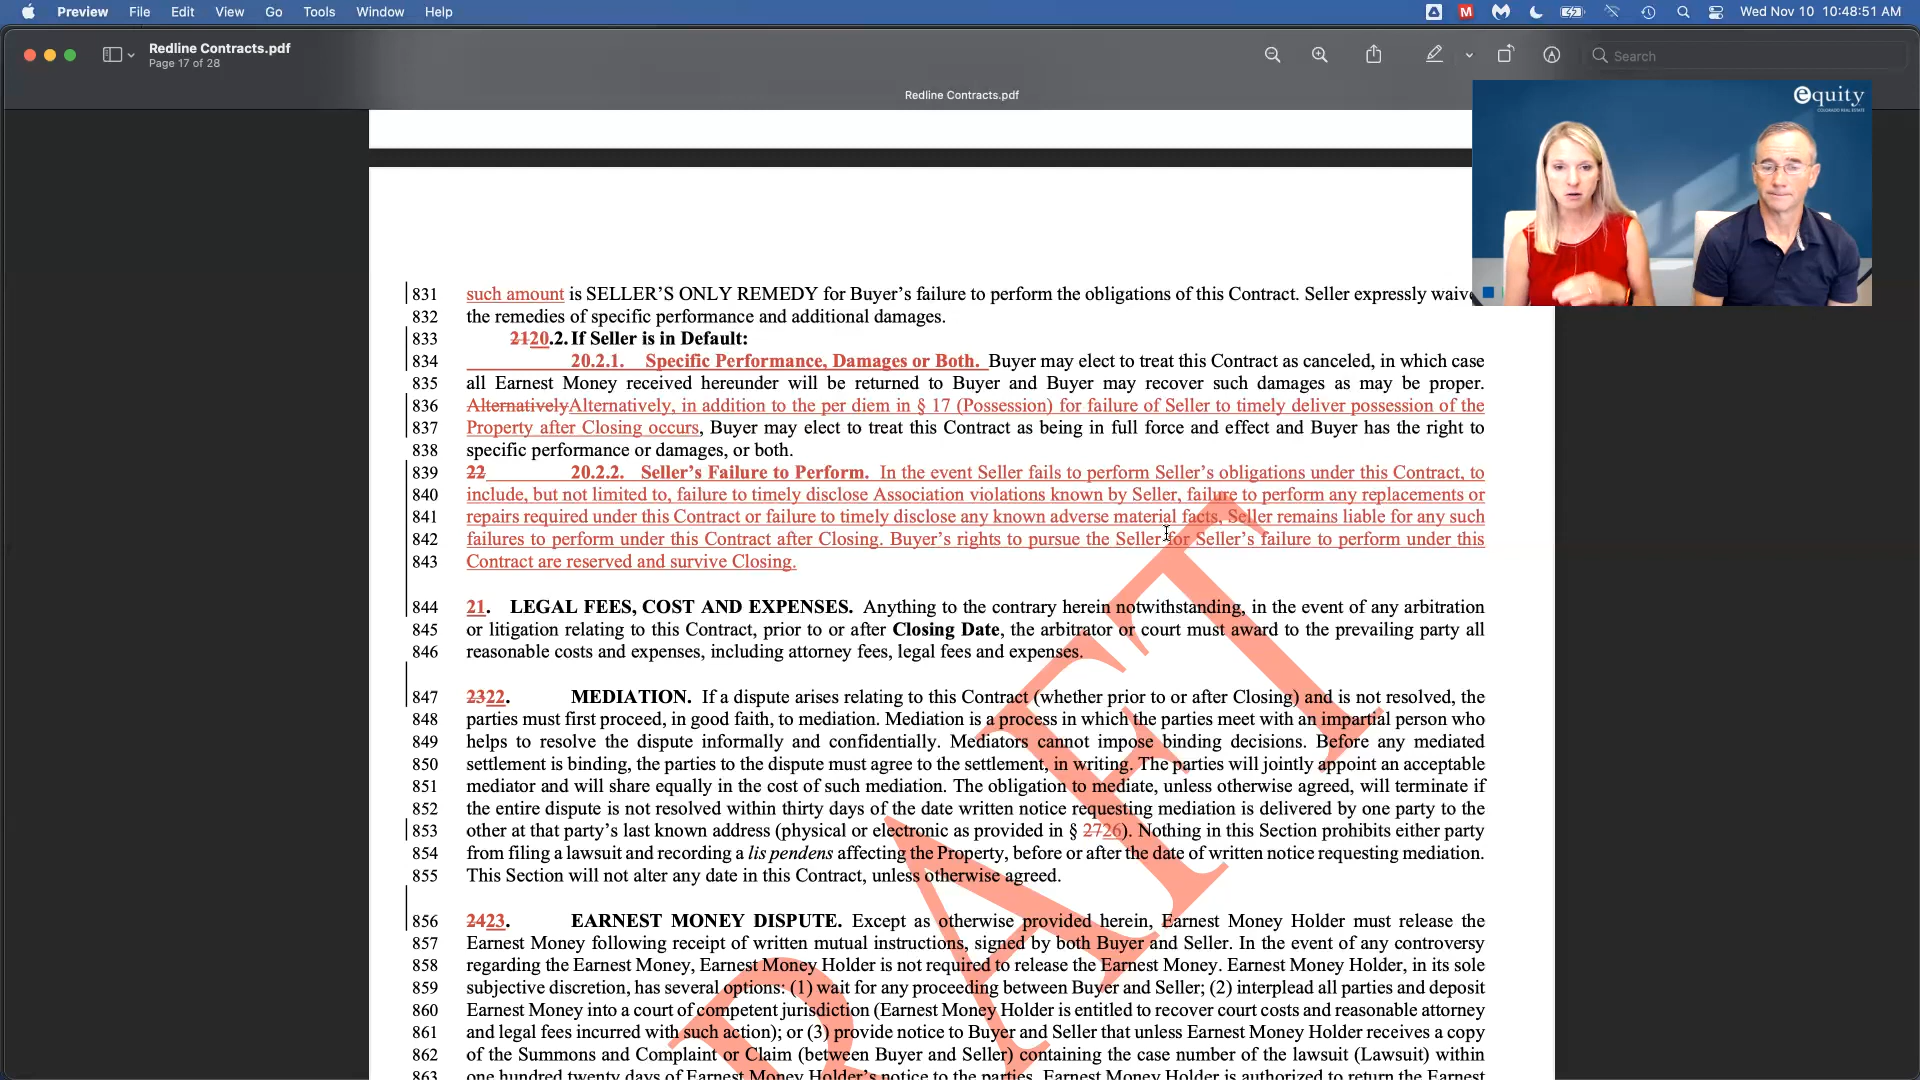 Preview File Edit View Go Tools Window Help
Wed Nov 10 10:48:51 AM
Redline Contracts.pdf
Page 17 of 28
Search
Redline Contracts.pdf
equity
COLORADO REAL ESTATE
831 such amount is SELLER'S ONLY REMEDY for Buyer's failure to perform the obligations of this Contract. Seller expressly
832 the remedies of specific performance and additional damages.
833 2120.2. If Seller is in Default:
834 20.2.1. Specific Performance, Damages or Both. Buyer may elect to treat this Contract as canceled, in which case
835 all Earnest Money received hereunder will be returned to Buyer and Buyer may recover such damages as may be proper.
836 AlternativelyAlternatively, in addition to the per diem in § 17 (Possession) for failure of Seller to timely deliver possession of the
837 Property after Closing occurs, Buyer may elect to treat this Contract as being in full force and effect and Buyer has the right to
838 specific performance or damages, or both.
839 22 20.2.2. Seller's Failure to Perform. In the event Seller fails to perform Seller's obligations under this Contract, to
840 include, but not limited to, failure to timely disclose Association violations known by Seller, failure to perform any replacements or
841 repairs required under this Contract or failure to timely disclose any known adverse material facts, Seller remains liable for any such
842 failures to perform under this Contract after Closing. Buyer's rights to pursue the Seller for Seller's failure to perform under this
843 Contract are reserved and survive Closing.
844 21. LEGAL FEES, COST AND EXPENSES. Anything to the contrary herein notwithstanding, in the event of any arbitration
845 or litigation relating to this Contract, prior to or after Closing Date, the arbitrator or court must award to the prevailing party all
846 reasonable costs and expenses, including attorney fees, legal fees and expenses.
847 2322. MEDIATION. If a dispute arises relating to this Contract (whether prior to or after Closing) and is not resolved, the
848 parties must first proceed, in good faith, to mediation. Mediation is a process in which the parties meet with an impartial person who
849 helps to resolve the dispute informally and confidentially. Mediators cannot impose binding decisions. Before any mediated
850 settlement is binding, the parties to the dispute must agree to the settlement, in writing. The parties will jointly appoint an acceptable
851 mediator and will share equally in the cost of such mediation. The obligation to mediate, unless otherwise agreed, will terminate if
852 the entire dispute is not resolved within thirty days of the date written notice requesting mediation is delivered by one party to the
853 other at that party's last known address (physical or electronic as provided in § 2726). Nothing in this Section prohibits either party
854 from filing a lawsuit and recording a lis pendens affecting the Property, before or after the date of written notice requesting mediation.
855 This Section will not alter any date in this Contract, unless otherwise agreed.
856 2423. EARNEST MONEY DISPUTE. Except as otherwise provided herein, Earnest Money Holder must release the
857 Earnest Money following receipt of written mutual instructions, signed by both Buyer and Seller. In the event of any controversy
858 regarding the Earnest Money, Earnest Money Holder is not required to release the Earnest Money. Earnest Money Holder, in its sole
859 subjective discretion, has several options: (1) wait for any proceeding between Buyer and Seller; (2) interplead all parties and deposit
860 Earnest Money into a court of competent jurisdiction (Earnest Money Holder is entitled to recover court costs and reasonable attorney
861 and legal fees incurred with such action); or (3) provide notice to Buyer and Seller that unless Earnest Money Holder receives a copy
862 of the Summons and Complaint or Claim (between Buyer and Seller) containing the case number of the lawsuit (Lawsuit) within
863 one hundred twenty days of Earnest Money Holder's notice to the parties, Earnest Money Holder is authorized to return the Earnest
RAFT